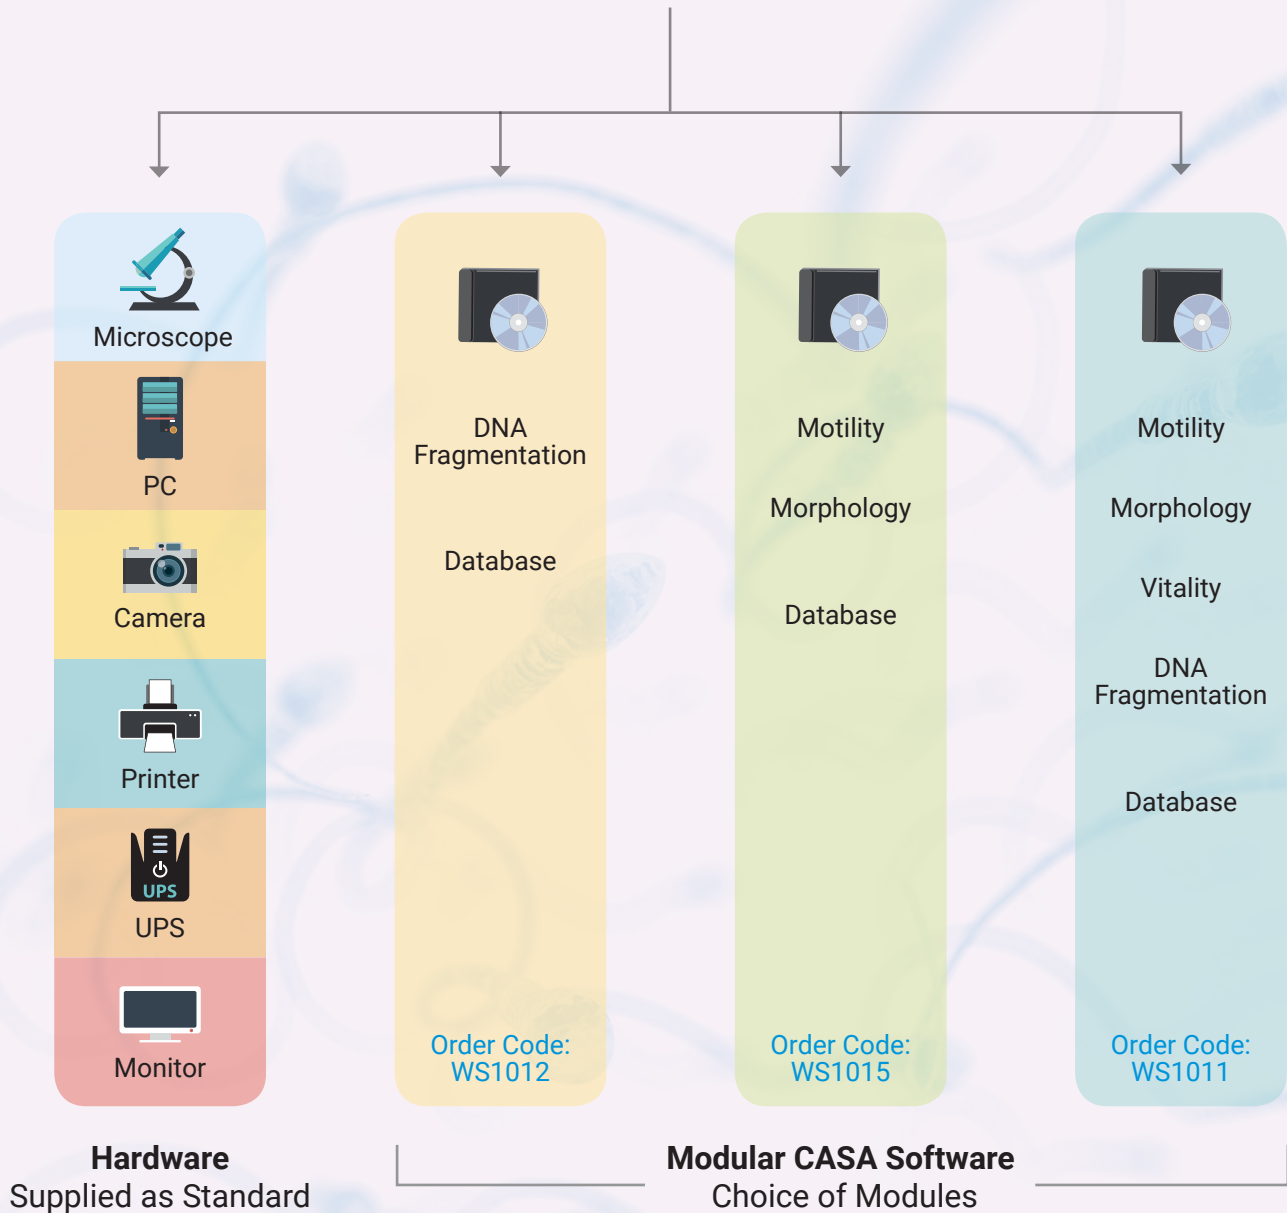 Microscope
PC
Camera
Printer
UPS
UPS
Monitor
Hardware
Supplied as Standard
DNA
Fragmentation
Database
Order Code:
WS1012
Motility
Morphology
Database
Order Code:
WS1015
Motility
Morphology
Vitality
DNA
Fragmentation
Database
Order Code:
WS1011
Modular CASA Software
Choice of Modules